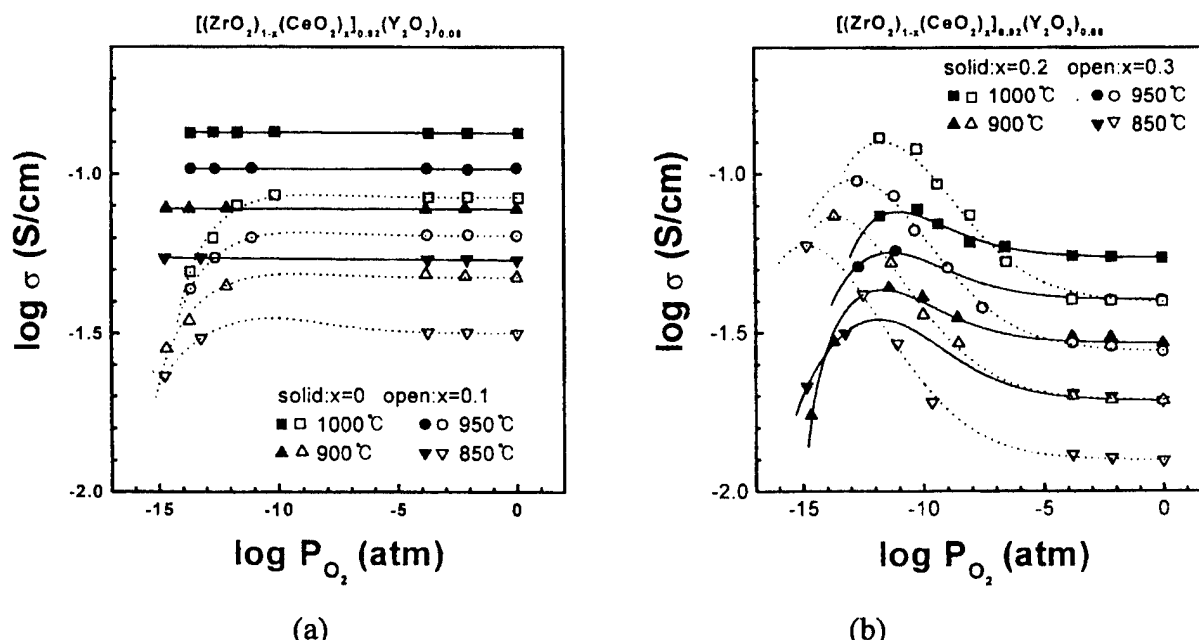 [(ZrO₂)₁₋ₓ(CeO₂)ₓ]₀.₉₂(Y₂O₃)₀.₀₈
log σ (S/cm)
-1.0
-1.5
-2.0
solid:x=0 open:x=0.1
■ □ 1000℃ ● ○ 950℃
▲ △ 900℃ ▼ ▽ 850℃
-15 -10 -5 0
log P_O₂ (atm)
(a)
[(ZrO₂)₁₋ₓ(CeO₂)ₓ]₀.₉₂(Y₂O₃)₀.₀₈
solid:x=0.2 open:x=0.3
■ □ 1000℃ ● ○ 950℃
▲ △ 900℃ ▼ ▽ 850℃
log σ (S/cm)
-1.0
-1.5
-2.0
-15 -10 -5 0
log P_O₂ (atm)
(b)